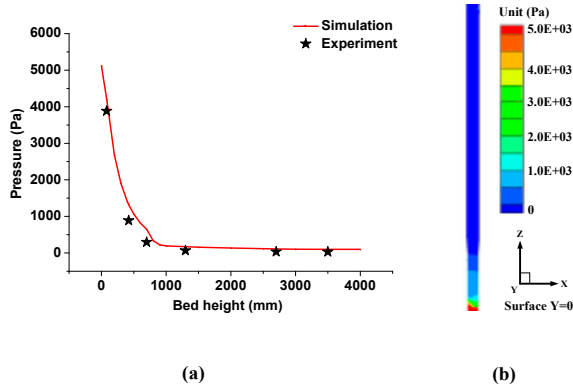 (a)
Simulation
Experiment
6000
5000
4000
3000
2000
1000
0
Pressure (Pa)
0
1000
2000
3000
4000
Bed height (mm)
(a)
(b)
Unit (Pa)
5.0E+03
4.0E+03
3.0E+03
2.0E+03
1.0E+03
0
Z
X
Y
Surface Y=0
(b)